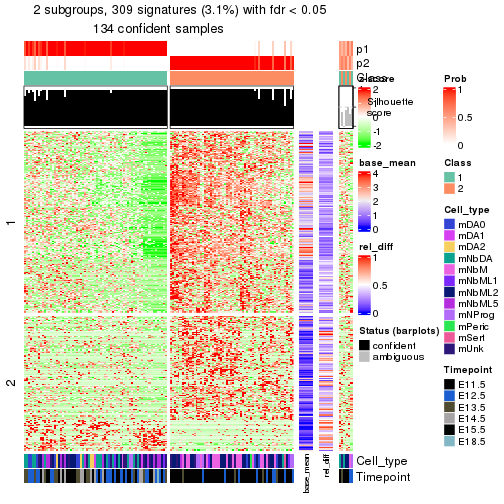 2 subgroups, 309 signatures (3.1%) with fdr < 0.05
134 confident samples
p1
p2
Class
Silhouette
score
1
2
Cell_type
Timepoint
base_mean
rel_diff
z-score
2
1
0
-1
-2
base_mean
4
3
2
1
0
rel_diff
1
0.5
0
Status (barplots)
confident
ambiguous
Prob
1
0.5
0
Class
1
2
Cell_type
mDA0
mDA1
mDA2
mNbDA
mNbM
mNbML1
mNbML2
mNbML5
mNProg
mPeric
mSert
mUnk
Timepoint
E11.5
E12.5
E13.5
E14.5
E15.5
E18.5